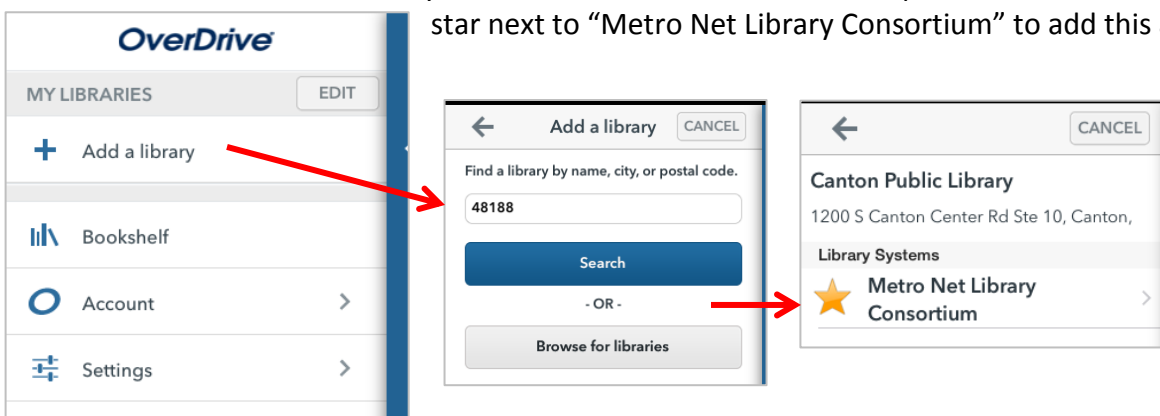 star next to “Metro Net Library Consortium” to add this
OverDrive
MY LIBRARIES EDIT
+ Add a library
Bookshelf
Account >
Settings >
← Add a library CANCEL
Find a library by name, city, or postal code.
48188
Search
- OR -
Browse for libraries
← CANCEL
Canton Public Library
1200 S Canton Center Rd Ste 10, Canton,
Library Systems
Metro Net Library >
Consortium